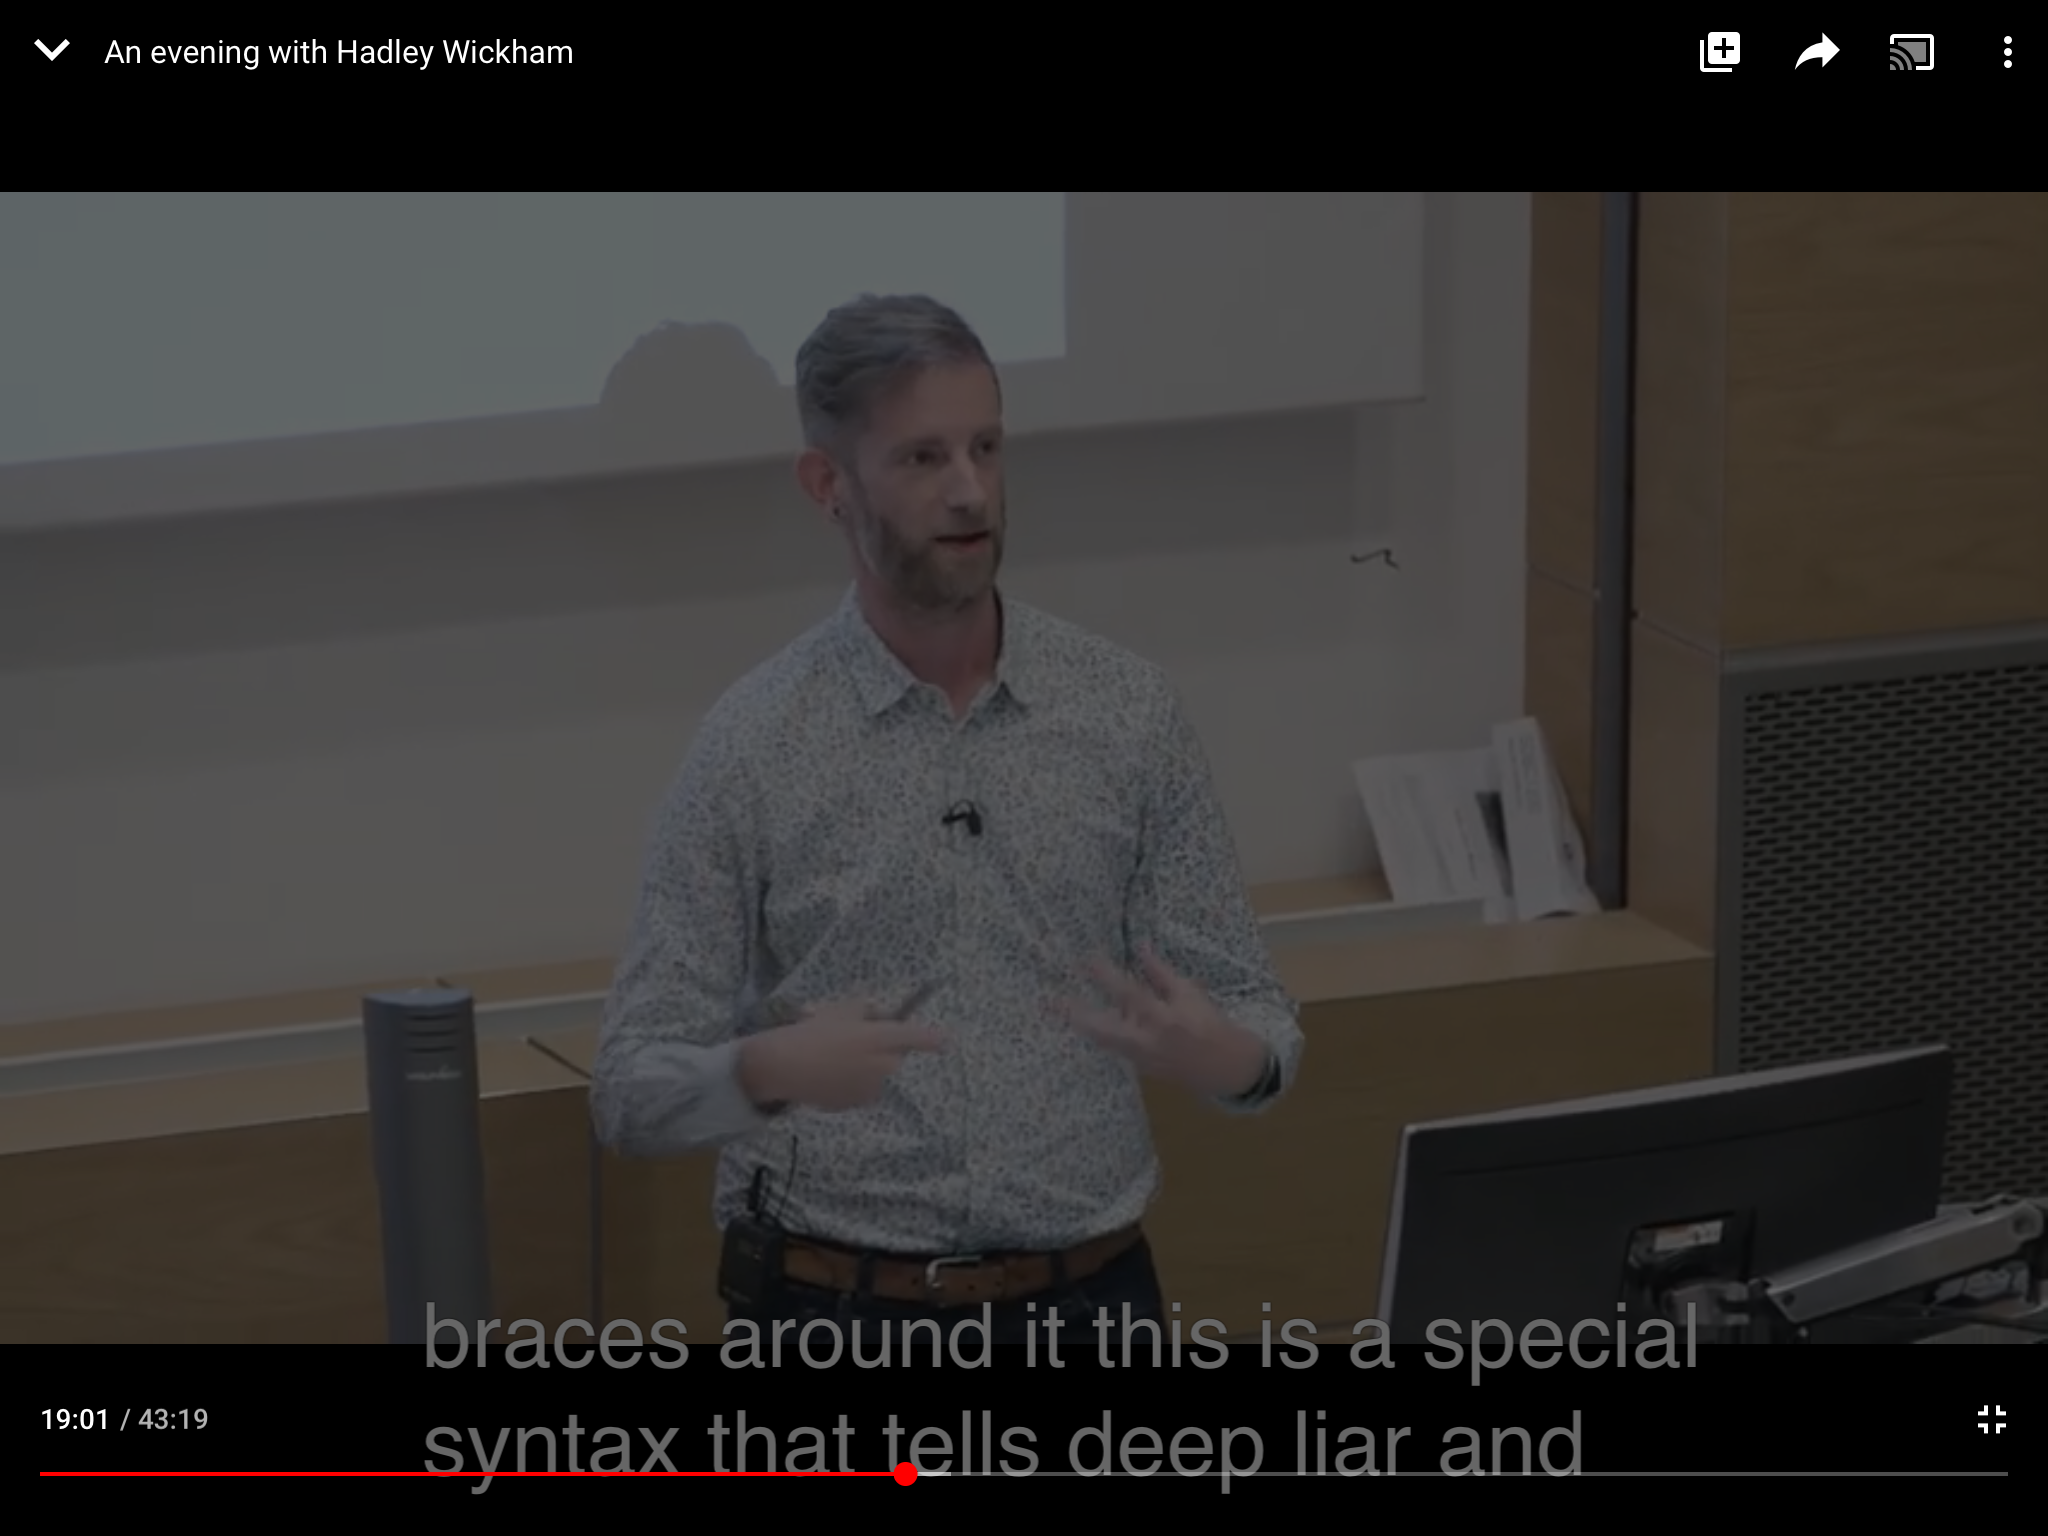 An evening with Hadley Wickham
braces around it this is a special
19:01 / 43:19
syntax that tells deep liar and